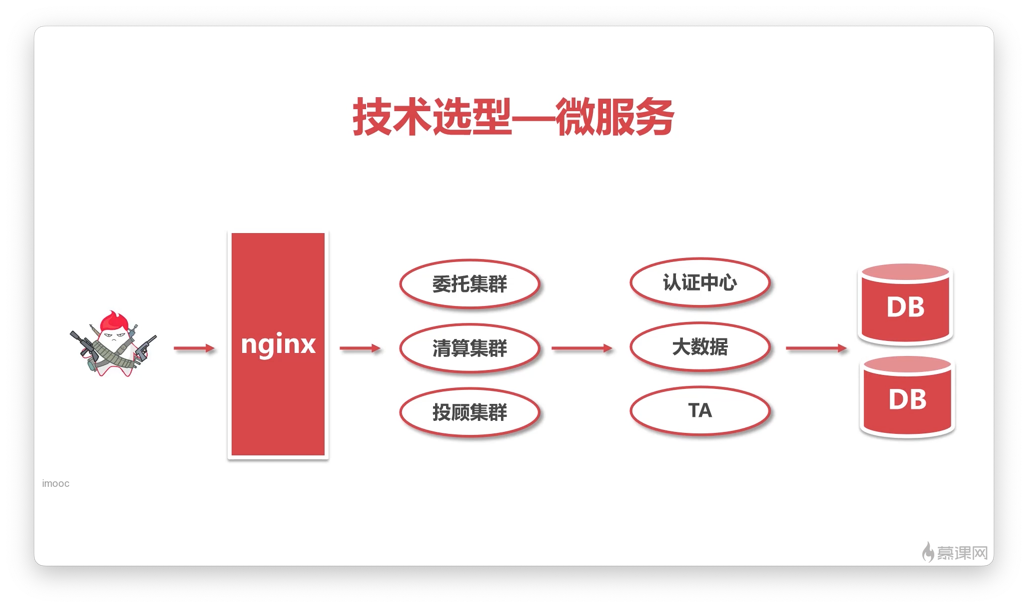 技术选型—微服务
nginx
委托集群
清算集群
投顾集群
认证中心
大数据
TA
DB
DB
imooc
慕课网